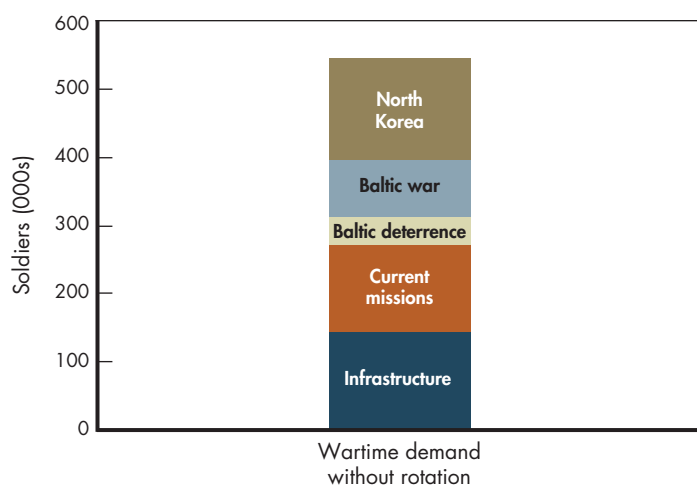 600
500
400
300
200
100
0
Soldiers (000s)
North
Korea
Baltic war
Baltic deterrence
Current
missions
Infrastructure
Wartime demand
without rotation